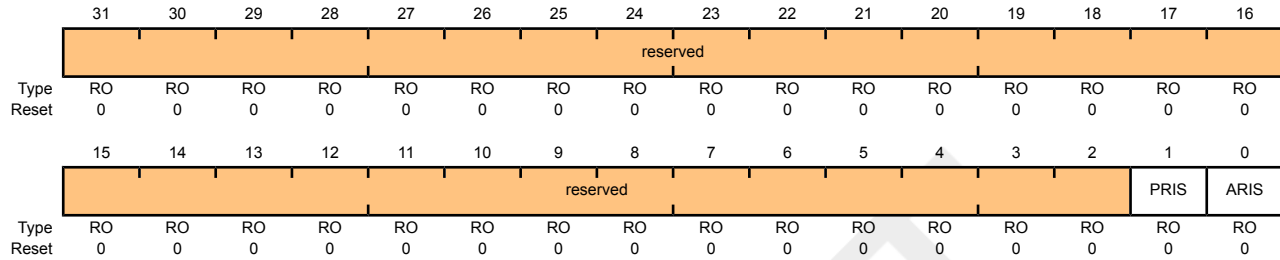 31 30 29 28 27 26 25 24 23 22 21 20 19 18 17 16
reserved
Type RO RO RO RO RO RO RO RO RO RO RO RO RO RO RO RO
Reset 0 0 0 0 0 0 0 0 0 0 0 0 0 0 0 0
15 14 13 12 11 10 9 8 7 6 5 4 3 2 1 0
reserved PRIS ARIS
Type RO RO RO RO RO RO RO RO RO RO RO RO RO RO RO RO
Reset 0 0 0 0 0 0 0 0 0 0 0 0 0 0 0 0